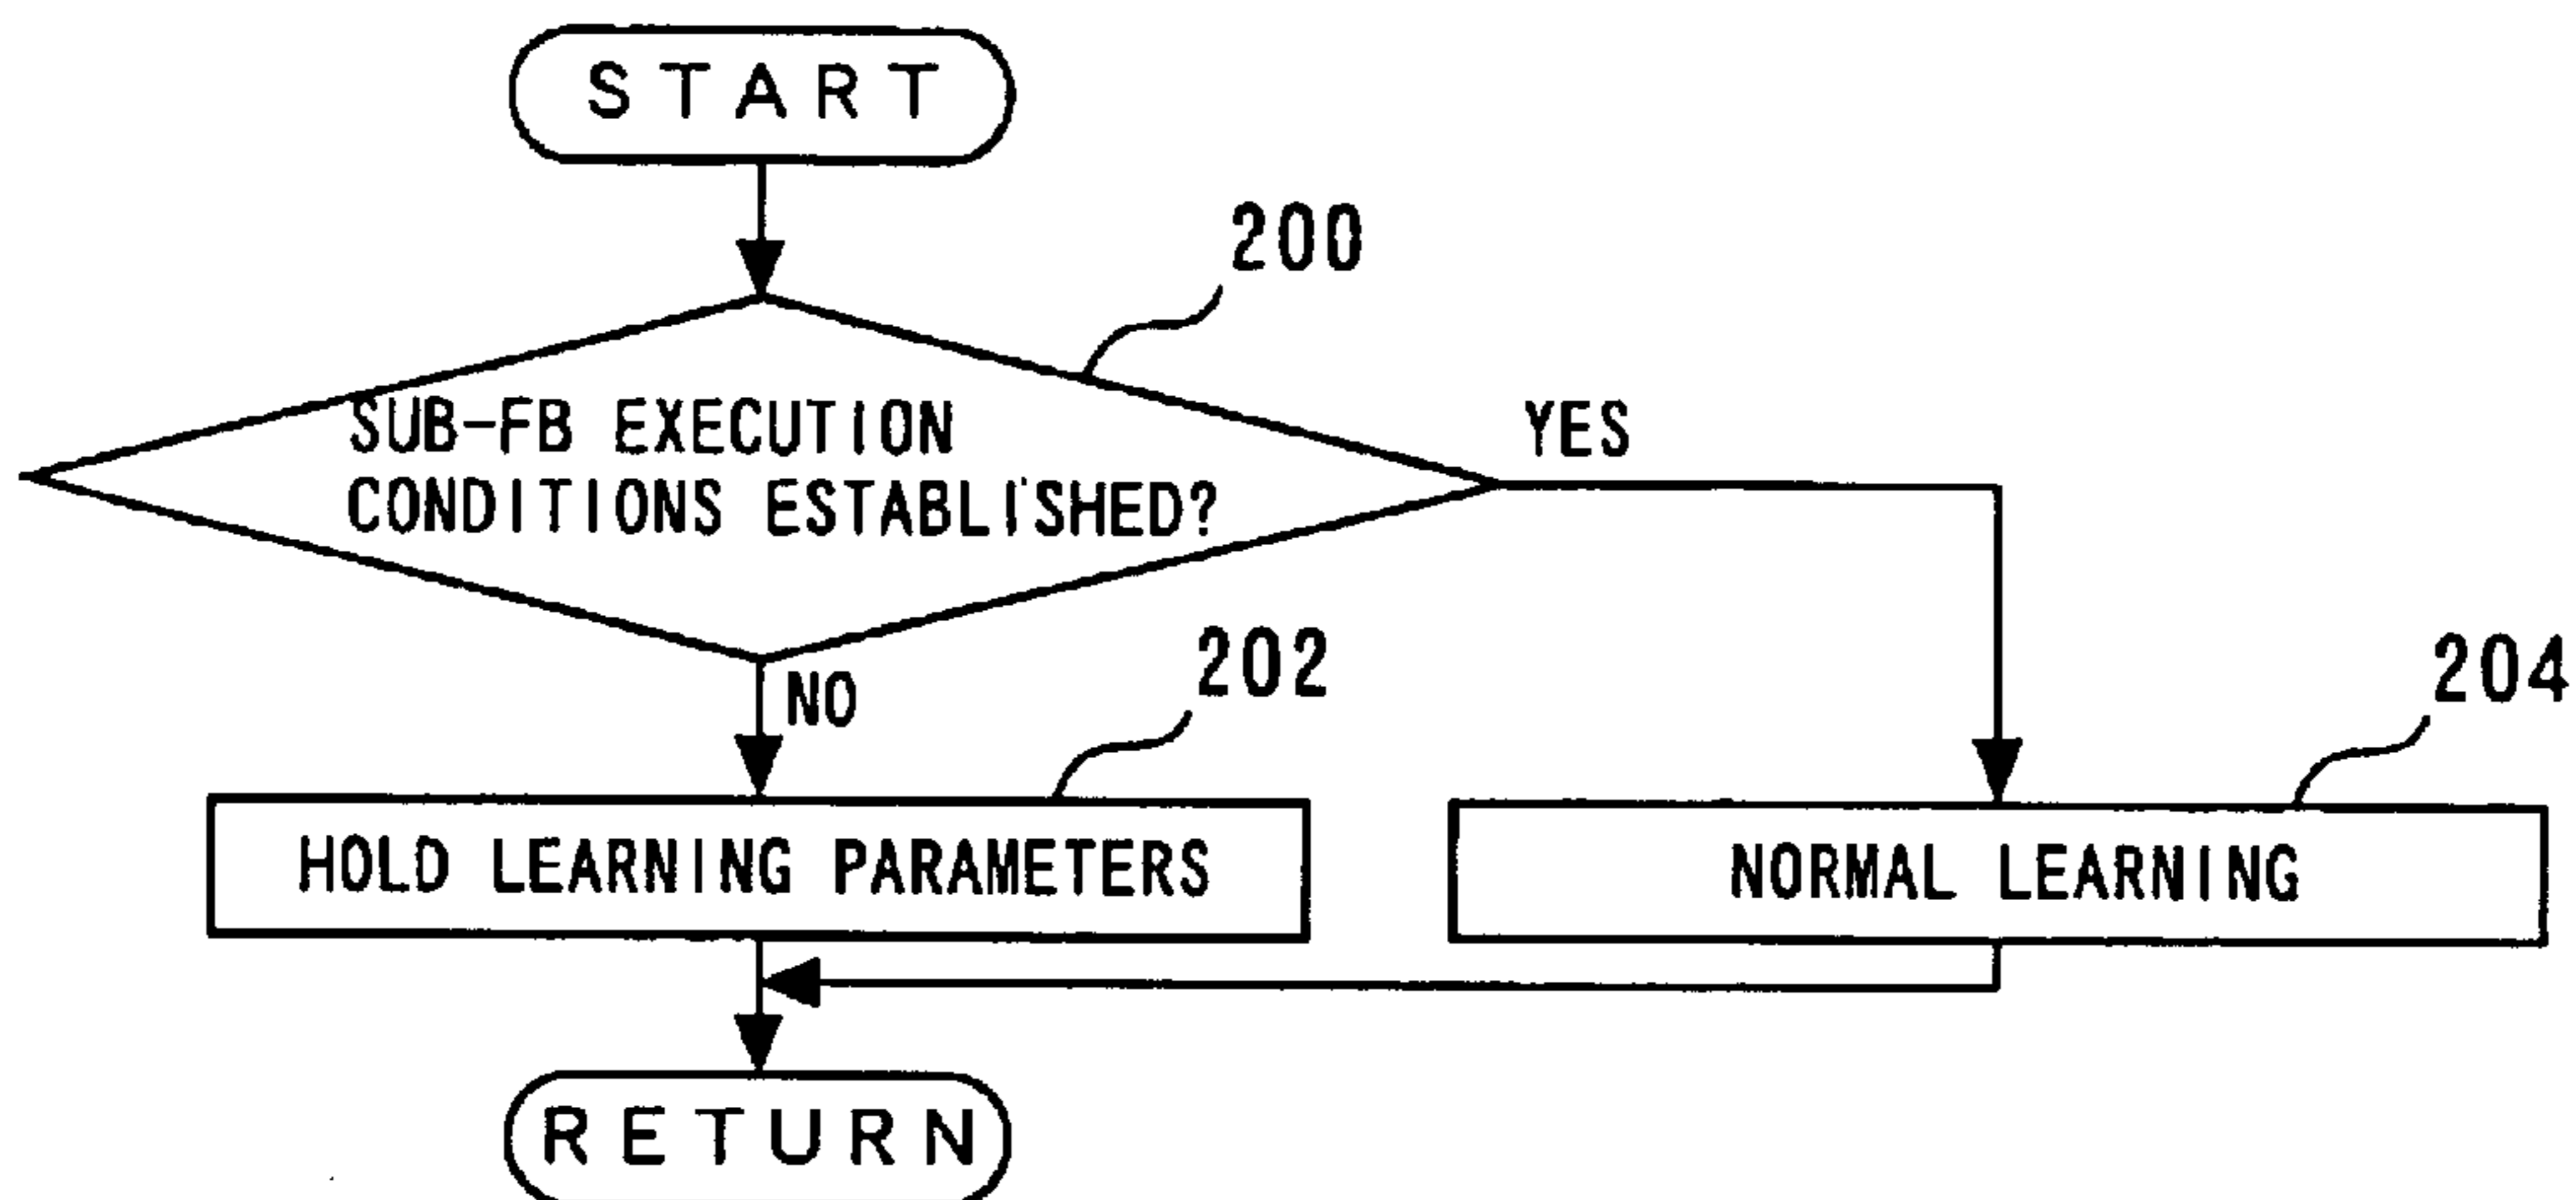 START
200
SUB-FB EXECUTION
CONDITIONS ESTABLISHED?
YES
NO
202
204
HOLD LEARNING PARAMETERS
NORMAL LEARNING
RETURN